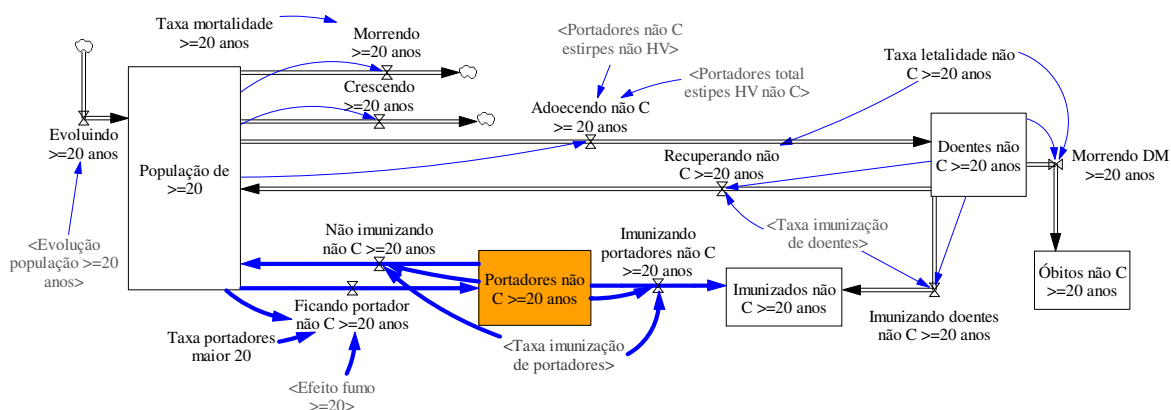 Taxa mortalidade
>=20 anos
Morrendo
>=20 anos
Crescendo
>=20 anos
Evoluindo
>=20 anos
População de
>=20
<Evolução
população >=20
anos>
<Portadores não C
estirpes não HV>
<Portadores total
estipes HV não C>
Adoecendo não C
>= 20 anos
Taxa letalidade não
C >=20 anos
Recuperando não
C >=20 anos
Doentes não
C >=20 anos
Morrendo DM
>=20 anos
<Taxa imunização
de doentes>
Não imunizando
não C >=20 anos
Imunizando
portadores não C
>=20 anos
Portadores não
C >=20 anos
Imunizados não
C >=20 anos
Óbitos não C
>=20 anos
Ficando portador
não C >=20 anos
Imunizando doentes
não C >=20 anos
Taxa portadores
maior 20
<Taxa imunização
de portadores>
<Efeito fumo
>=20>